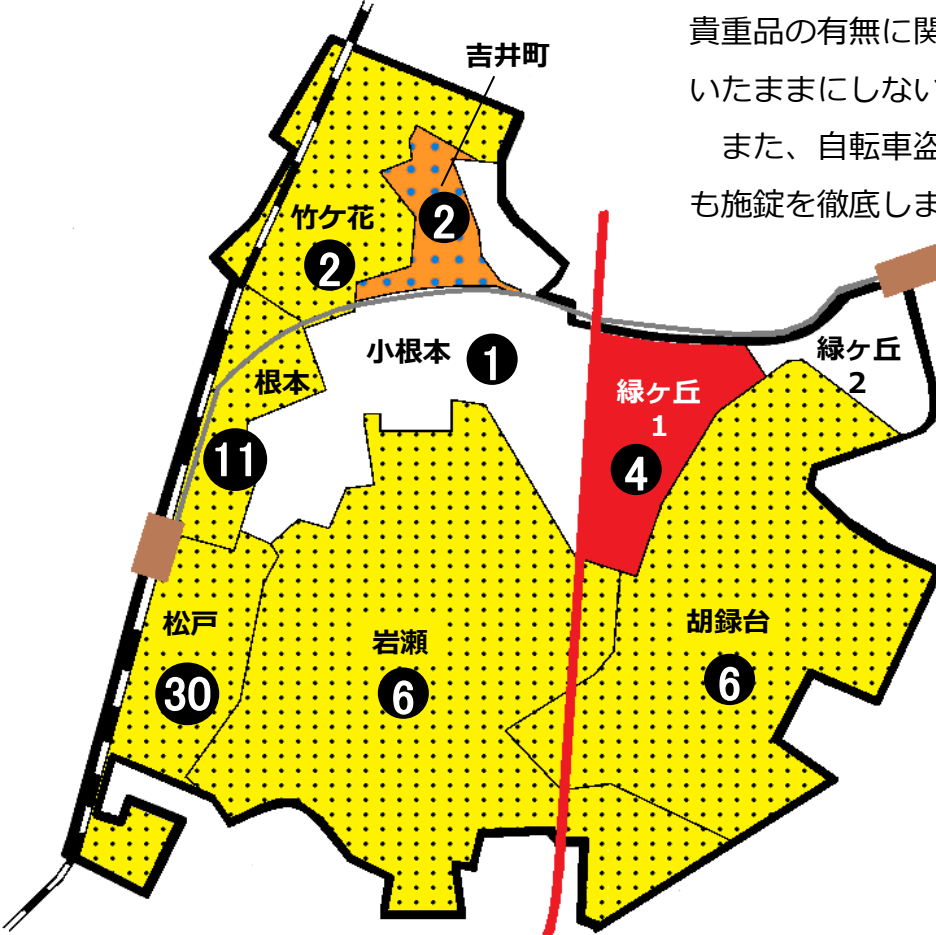 貴重品の有無に関
いたままにしない
また、自転車盗
も施錠を徹底しま
吉井町
2
竹ケ花
2
小根本 1
緑ヶ丘
2
根本
緑ヶ丘
1
11
4
松戸
30
岩瀬
6
胡録台
6